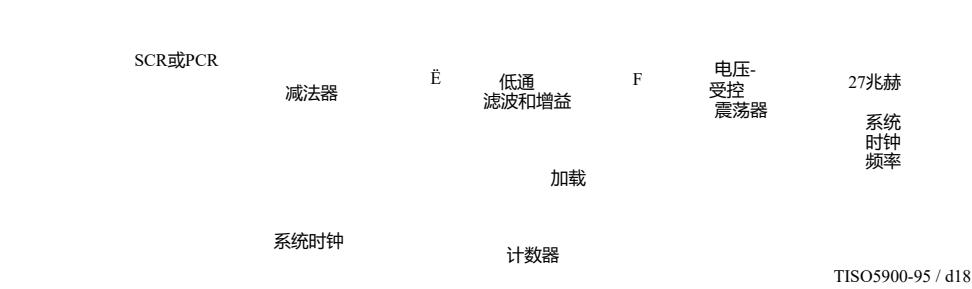 SCR或PCR
减法器
Ë
低通
滤波和增益
F
电压-
受控
震荡器
27兆赫
系统
时钟
频率
加载
系统时钟
计数器
TISO5900-95 / d18